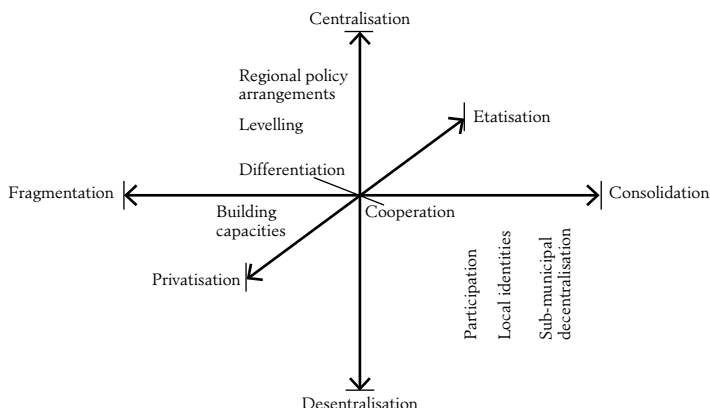 Centralisation
Regional policy
arrangements
Levelling
Etatisation
Differentiation
Fragmentation
Consolidation
Building
capacities
Cooperation
Privatisation
Participation
Local identities
Sub-municipal
decentralisation
Desentralisation